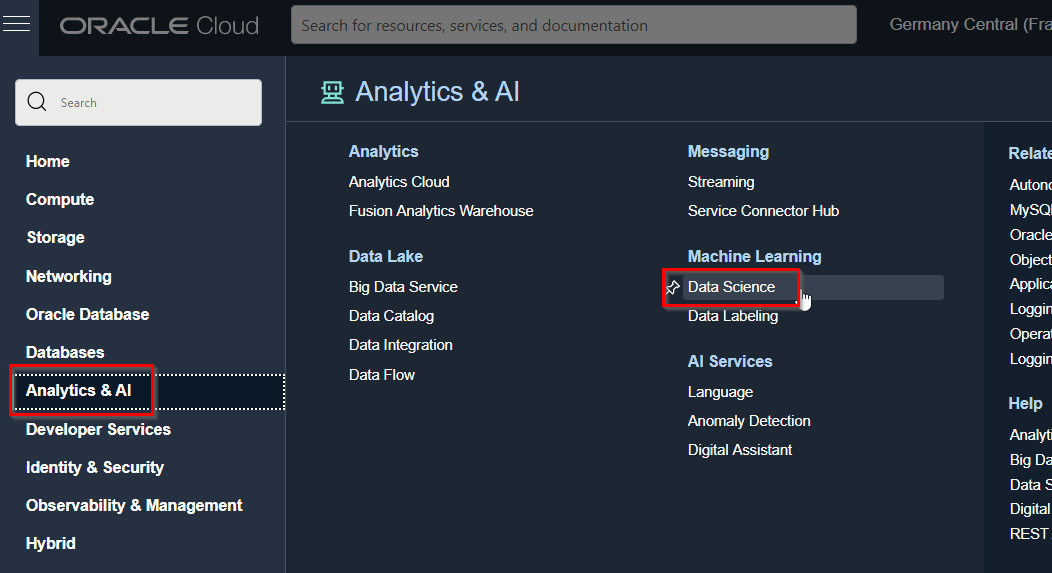 ORACLE Cloud
Search for resources, services, and documentation
Germany Central (Fra
Search
Home
Compute
Storage
Networking
Oracle Database
Databases
Analytics & AI
Developer Services
Identity & Security
Observability & Management
Hybrid
Analytics & AI
Analytics
Analytics Cloud
Fusion Analytics Warehouse
Data Lake
Big Data Service
Data Catalog
Data Integration
Data Flow
Messaging
Streaming
Service Connector Hub
Machine Learning
Data Science
Data Labeling
AI Services
Language
Anomaly Detection
Digital Assistant
Relate
Autono
MySQL
Oracle
Object
Applica
Loggin
Operat
Loggin
Help
Analyti
Big Da
Data S
Digital
REST